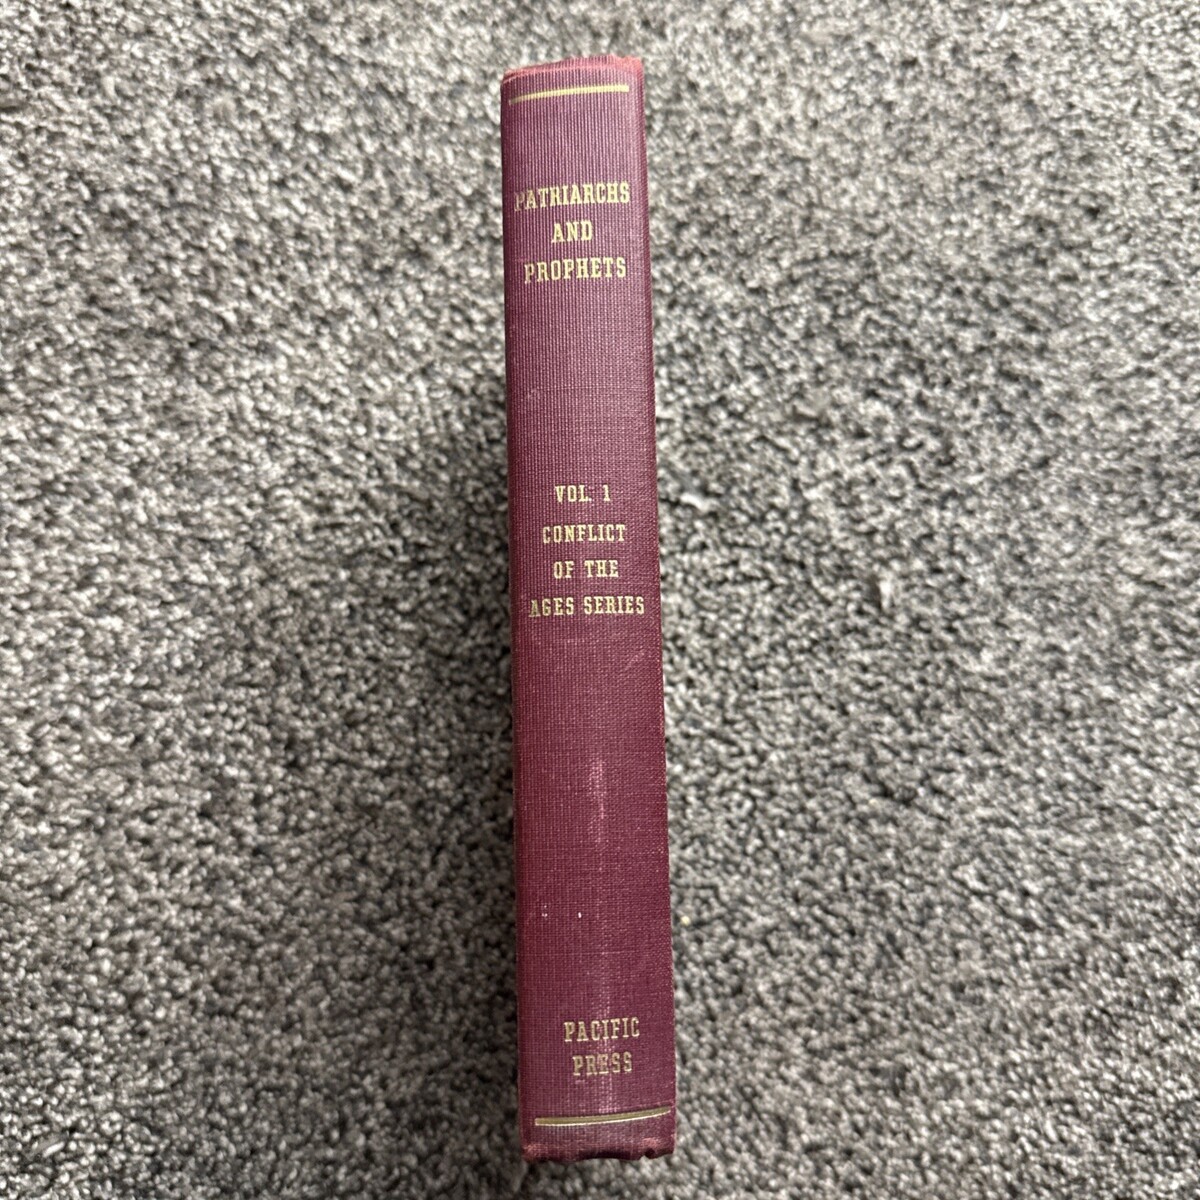 PATRIARCHS
AND
PROPHETS
VOL. 1
CONFLICT
OF THE
AGES SERIES
PACIFIC
PRESS